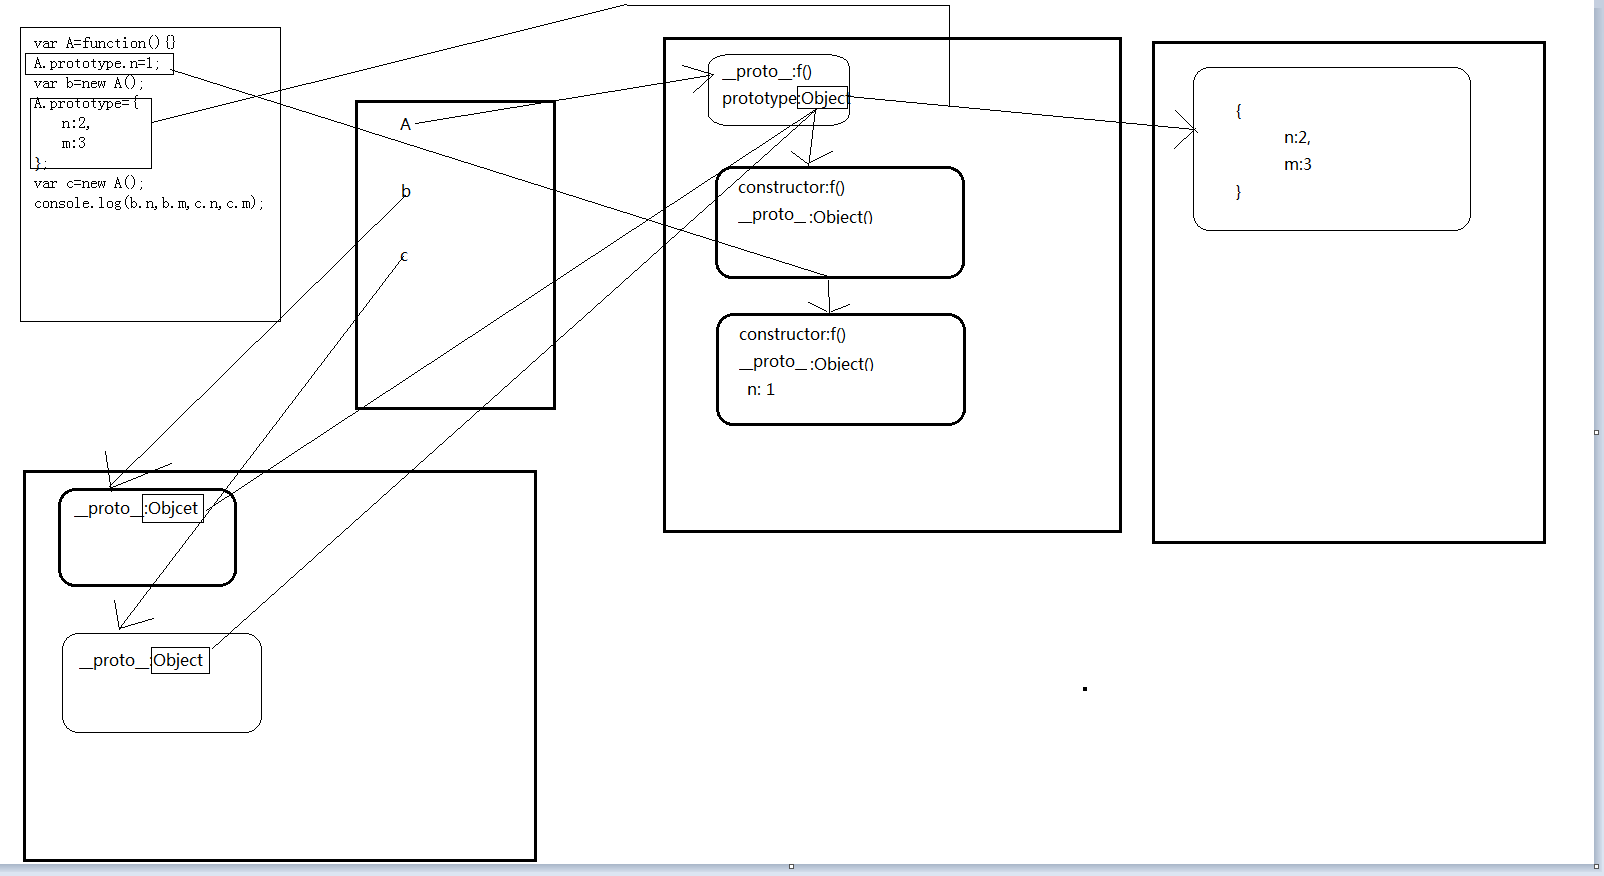 var A=function(){}
A.prototype.n=1;
var b=new A();
A.prototype={
n:2,
m:3
};
var c=new A();
console.log(b.n,b.m,c.n,c.m);
A
b
c
__proto__:f()
prototype:Object
constructor:f()
__proto__:Object()
constructor:f()
__proto__:Object()
n: 1
{
n:2,
m:3
}
__proto__:Objcet
__proto__:Object